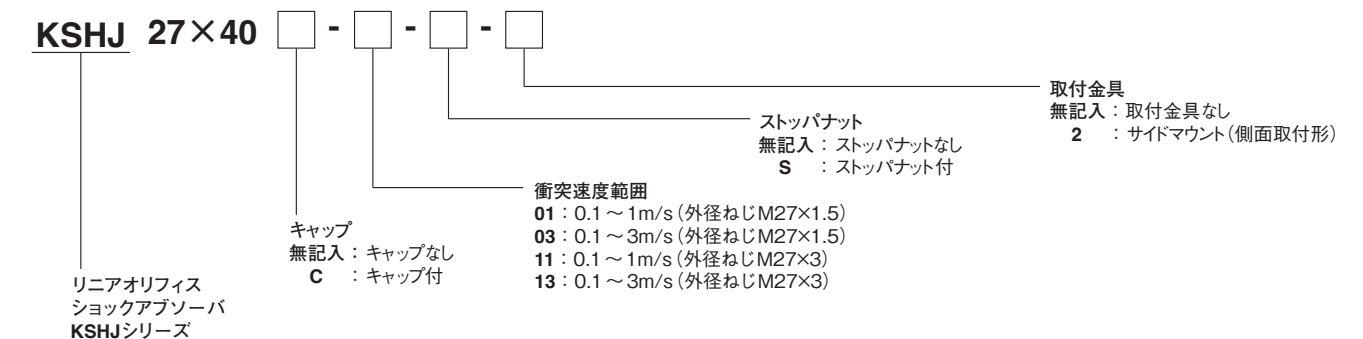 KSHJ 27×40 □ - □ - □ - □
取付金具
無記入：取付金具なし
2 ：サイドマウント（側面取付形）
ストッパナット
無記入：ストッパナットなし
S ：ストッパナット付
衝突速度範囲
01：0.1～1m/s（外径ねじM27×1.5）
03：0.1～3m/s（外径ねじM27×1.5）
11：0.1～1m/s（外径ねじM27×3）
13：0.1～3m/s（外径ねじM27×3）
キャップ
無記入：キャップなし
C ：キャップ付
リニアオリフィス
ショックアブソーバ
KSHJシリーズ